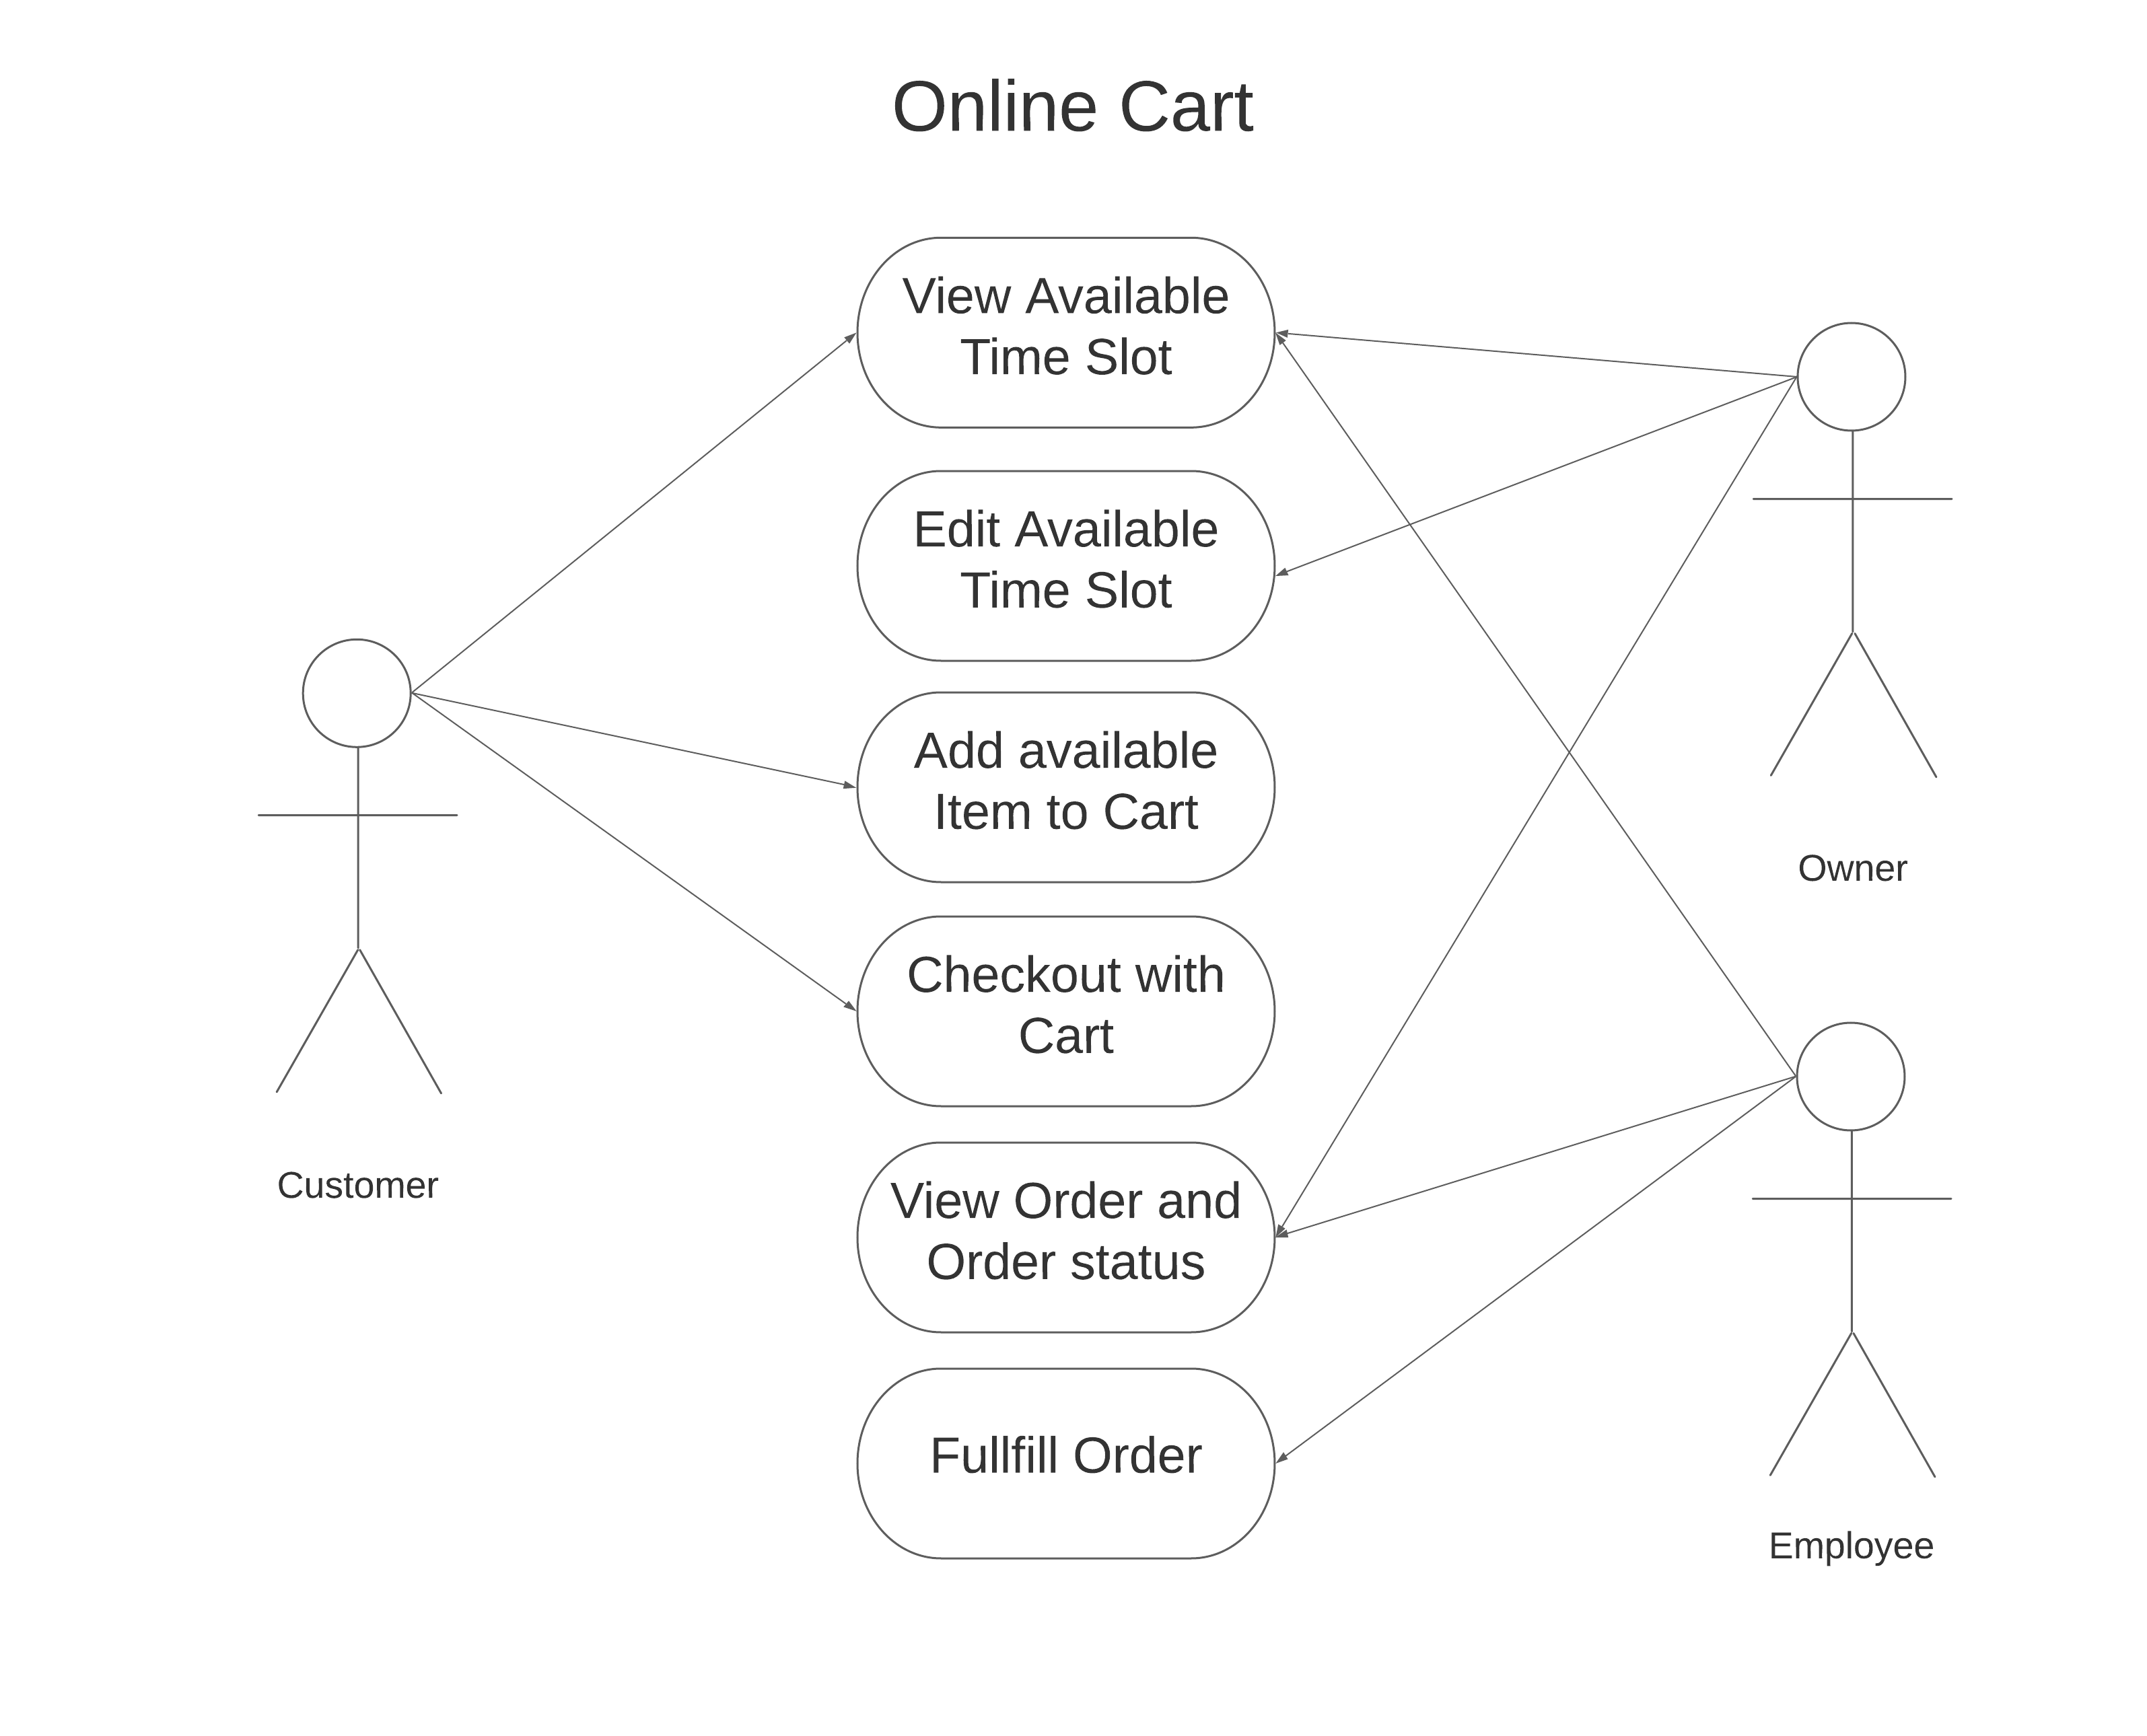 Online Cart
View Available
Time Slot
Edit Available
Time Slot
Add available
Item to Cart
Owner
Checkout with
Cart
Customer
View Order and
Order status
Fullfill Order
Employee